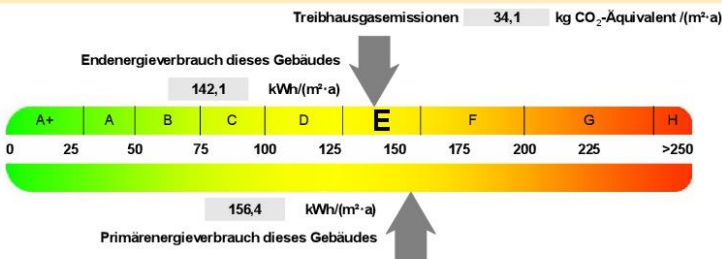 Treibhausgasemissionen 34,1 kg CO₂-Äquivalent /(m²·a)
Endenergieverbrauch dieses Gebäudes
142,1 kWh/(m²·a)
A+ A B C D E F G H
0 25 50 75 100 125 150 175 200 225 >250
156,4 kWh/(m²·a)
Primärenergieverbrauch dieses Gebäudes